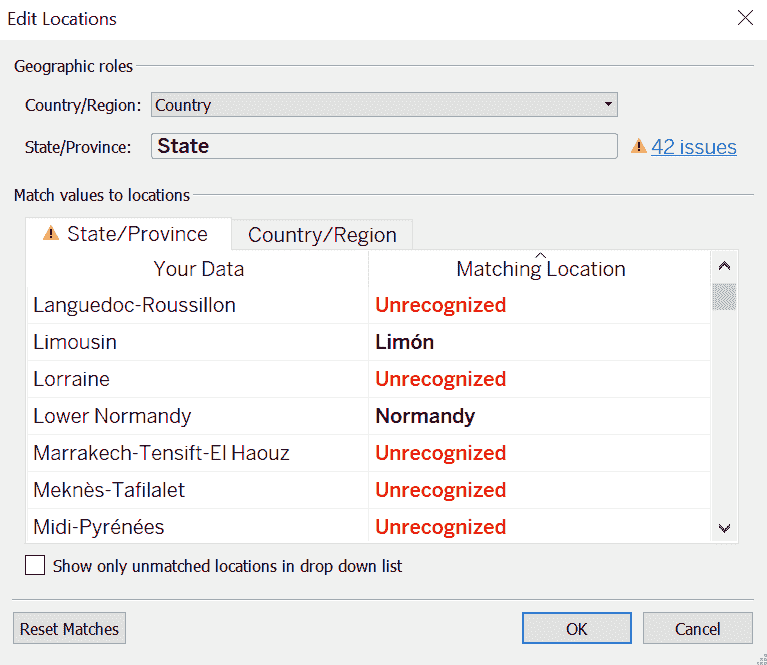 Edit Locations
Geographic roles
Country/Region: Country
State/Province: State 42 issues
Match values to locations
State/Province Country/Region
Your Data Matching Location
Languedoc-Roussillon Unrecognized
Limousin Limón
Lorraine Unrecognized
Lower Normandy Normandy
Marrakech-Tensift-El Haouz Unrecognized
Meknès-Tafilalet Unrecognized
Midi-Pyrénées Unrecognized
Show only unmatched locations in drop down list
Reset Matches OK Cancel